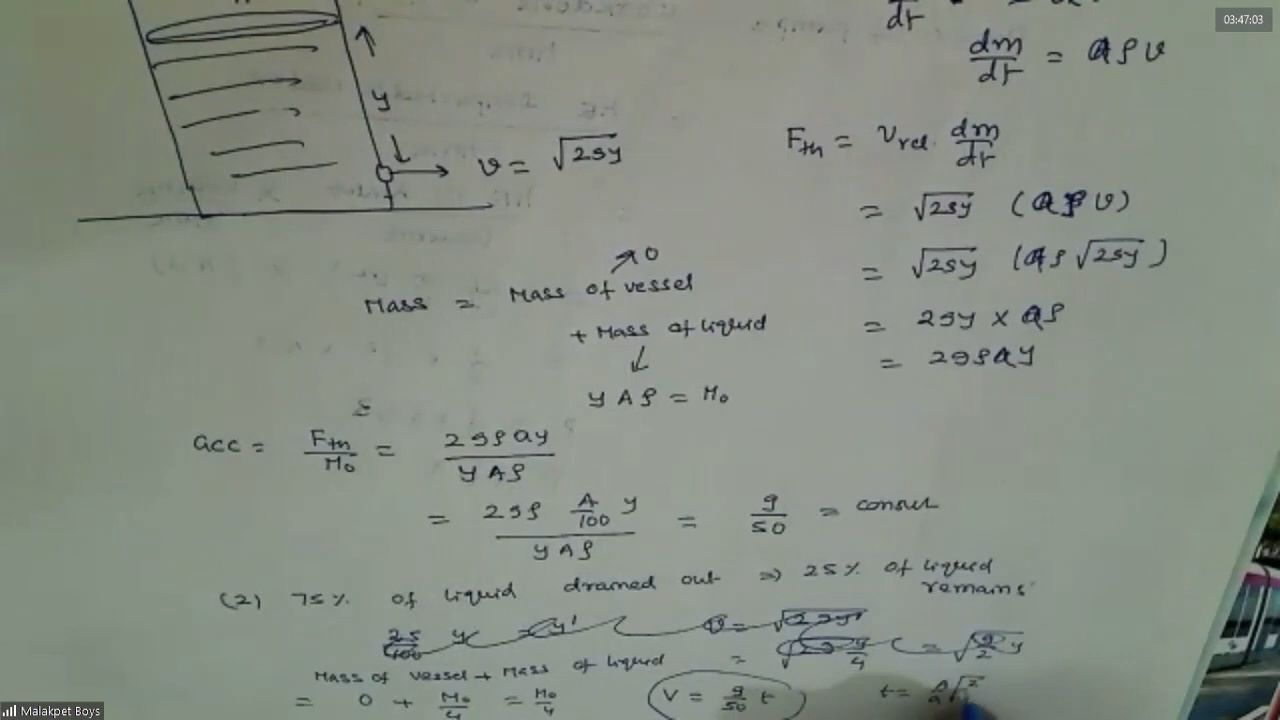 03:47:03
dm/dt = aρv
y
v = √2gy
F_th = v_rel. dm/dt
= √2gy (aρv)
= √2gy (aρ√2gy)
= 2gy × aρ
= 2gρay
Mass = Mass of vessel → 0
+ Mass of liquid
↓
yAρ = M₀
acc = F_th/M₀ = 2gρay/yAρ
= 2gρ A/100 y / yAρ = g/50 = const
(2) 75% of liquid drained out ⇒ 25% of liquid remains
Mass of vessel + Mass of liquid
= 0 + M₀/4 = M₀/4
V = g/50 t
t = A/a √2
Malakpet Boys